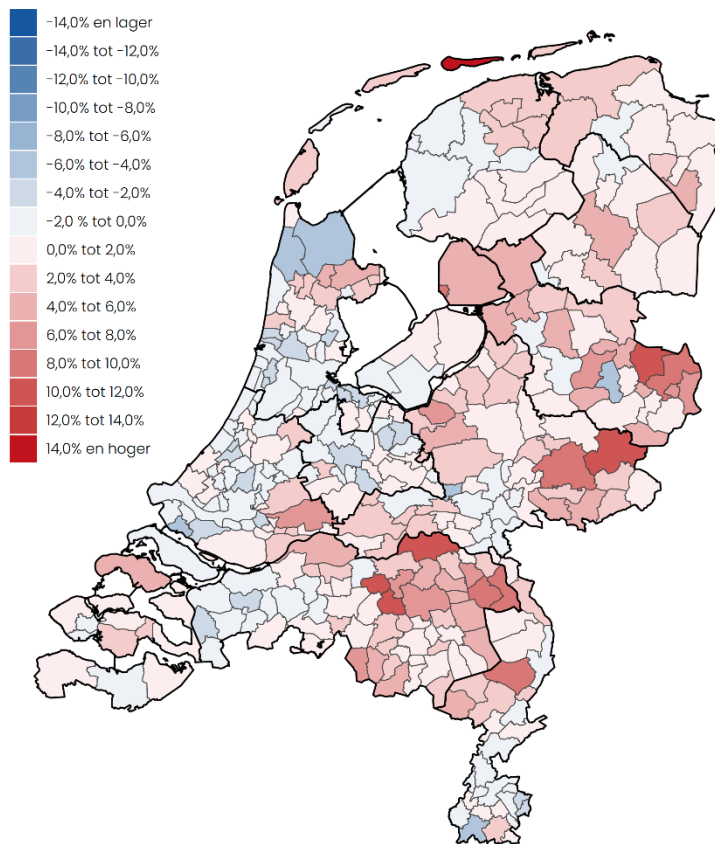 -14,0% en lager
-14,0% tot -12,0%
-12,0% tot -10,0%
-10,0% tot -8,0%
-8,0% tot -6,0%
-6,0% tot -4,0%
-4,0% tot -2,0%
-2,0 % tot 0,0%
0,0% tot 2,0%
2,0% tot 4,0%
4,0% tot 6,0%
6,0% tot 8,0%
8,0% tot 10,0%
10,0% tot 12,0%
12,0% tot 14,0%
14,0% en hoger